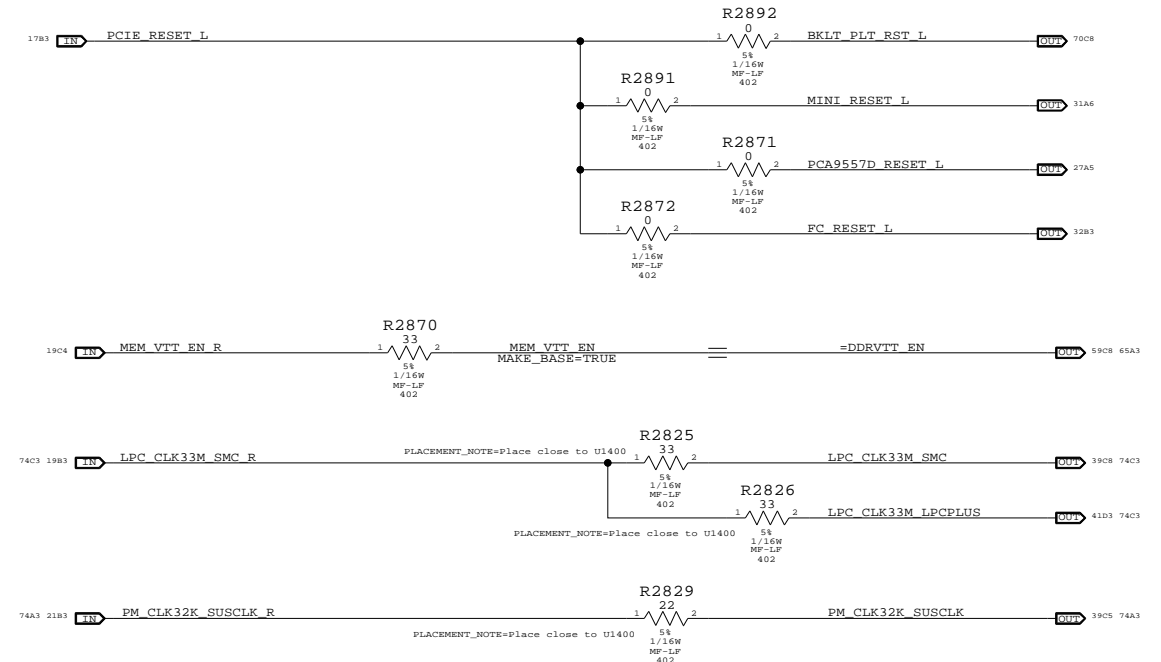 R2892
17B3 IN PCIE_RESET_L 1 0 2 BKLT_PLT_RST_L OUT 70C8
5%
1/16W
MF-LF
402
R2891
1 0 2 MINI_RESET_L OUT 31A6
5%
1/16W
MF-LF
402
R2871
1 0 2 PCA9557D_RESET_L OUT 27A5
5%
1/16W
MF-LF
402
R2872
1 0 2 FC_RESET_L OUT 32B3
5%
1/16W
MF-LF
402
R2870
19C4 IN MEM_VTT_EN_R 1 33 2 MEM_VTT_EN =DDRVTT_EN OUT 59C8 65A3
MAKE_BASE=TRUE
5%
1/16W
MF-LF
402
R2825
74C3 19B3 IN LPC_CLK33M_SMC_R PLACEMENT_NOTE=Place close to U1400 1 33 2 LPC_CLK33M_SMC OUT 39C8 74C3
5%
1/16W
MF-LF
402
R2826
1 33 2 LPC_CLK33M_LPCPLUS OUT 41D3 74C3
PLACEMENT_NOTE=Place close to U1400
5%
1/16W
MF-LF
402
R2829
74A3 21B3 IN PM_CLK32K_SUSCLK_R 1 22 2 PM_CLK32K_SUSCLK OUT 39C5 74A3
PLACEMENT_NOTE=Place close to U1400
5%
1/16W
MF-LF
402